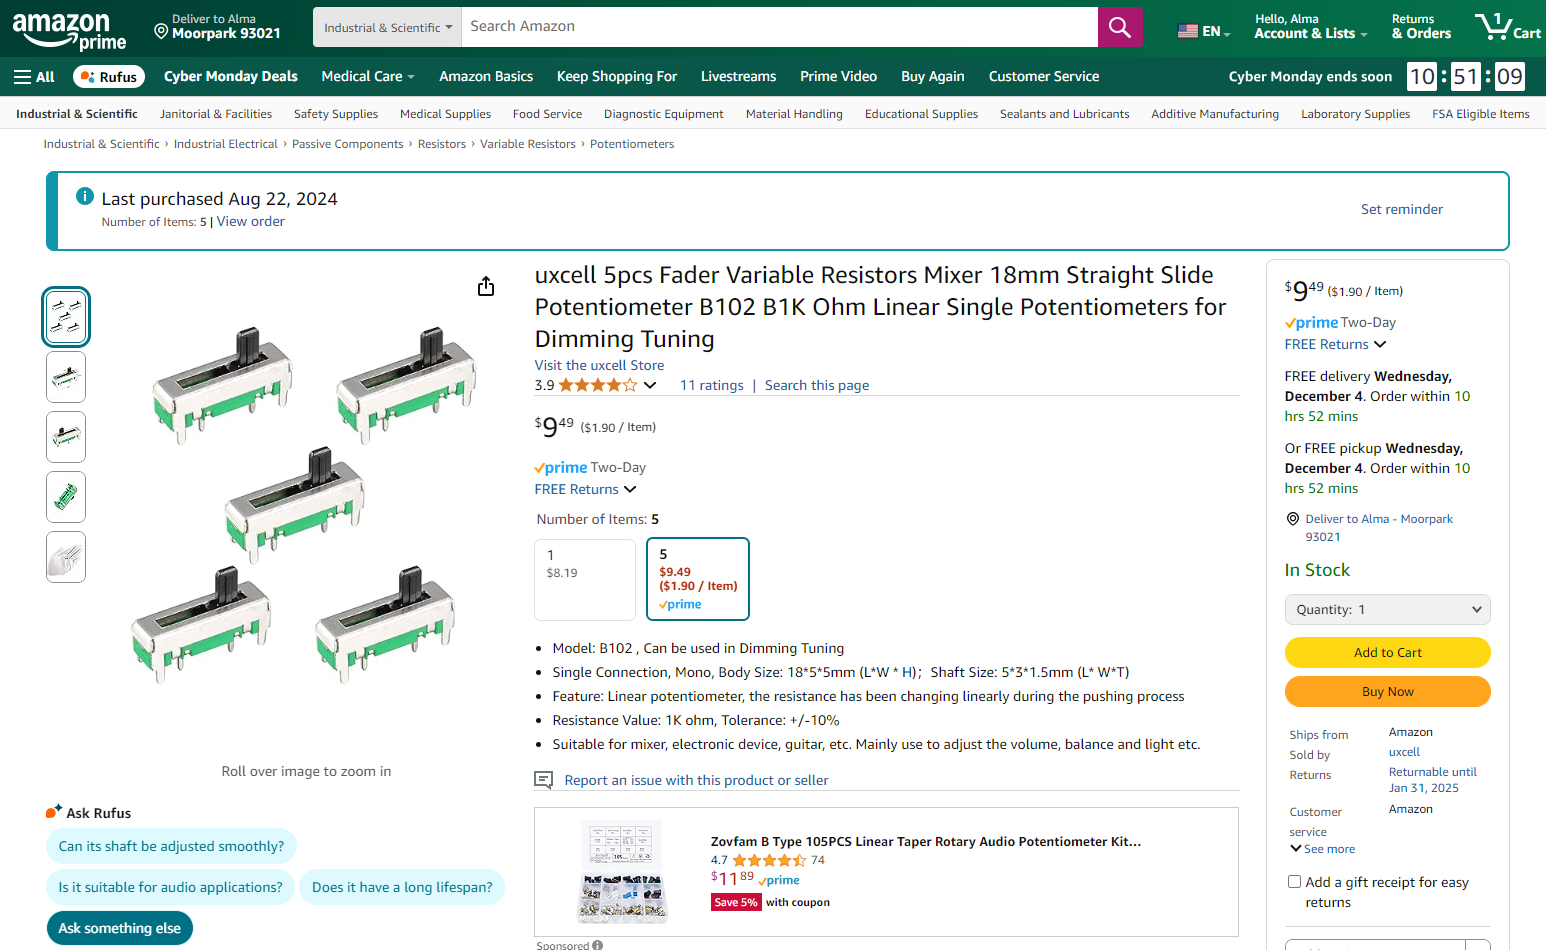 amazon prime
Deliver to Alma
Moorpark 93021
Industrial & Scientific
Search Amazon
EN
Hello, Alma
Account & Lists
Returns
& Orders
1
Cart
All
Rufus
Cyber Monday Deals
Medical Care
Amazon Basics
Keep Shopping For
Livestreams
Prime Video
Buy Again
Customer Service
Cyber Monday ends soon
10 : 51 : 09
Industrial & Scientific
Janitorial & Facilities
Safety Supplies
Medical Supplies
Food Service
Diagnostic Equipment
Material Handling
Educational Supplies
Sealants and Lubricants
Additive Manufacturing
Laboratory Supplies
FSA Eligible Items
Industrial & Scientific › Industrial Electrical › Passive Components › Resistors › Variable Resistors › Potentiometers
Last purchased Aug 22, 2024
Number of Items: 5 | View order
Set reminder
Roll over image to zoom in
Ask Rufus
Can its shaft be adjusted smoothly?
Is it suitable for audio applications?
Does it have a long lifespan?
Ask something else
uxcell 5pcs Fader Variable Resistors Mixer 18mm Straight Slide
Potentiometer B102 B1K Ohm Linear Single Potentiometers for
Dimming Tuning
Visit the uxcell Store
3.9
11 ratings | Search this page
$9 49 ($1.90 / Item)
prime Two-Day
FREE Returns
Number of Items: 5
1
$8.19
5
$9.49
($1.90 / Item)
prime
• Model: B102 , Can be used in Dimming Tuning
• Single Connection, Mono, Body Size: 18*5*5mm (L*W * H)；Shaft Size: 5*3*1.5mm (L* W*T)
• Feature: Linear potentiometer, the resistance has been changing linearly during the pushing process
• Resistance Value: 1K ohm, Tolerance: +/-10%
• Suitable for mixer, electronic device, guitar, etc. Mainly use to adjust the volume, balance and light etc.
Report an issue with this product or seller
Zovfam B Type 105PCS Linear Taper Rotary Audio Potentiometer Kit...
4.7 74
$11 89 prime
Save 5% with coupon
Sponsored
$9 49 ($1.90 / Item)
prime Two-Day
FREE Returns
FREE delivery Wednesday,
December 4. Order within 10
hrs 52 mins
Or FREE pickup Wednesday,
December 4. Order within 10
hrs 52 mins
Deliver to Alma - Moorpark
93021
In Stock
Quantity: 1
Add to Cart
Buy Now
Ships from Amazon
Sold by uxcell
Returns Returnable until
Jan 31, 2025
Customer Amazon
service
See more
Add a gift receipt for easy
returns